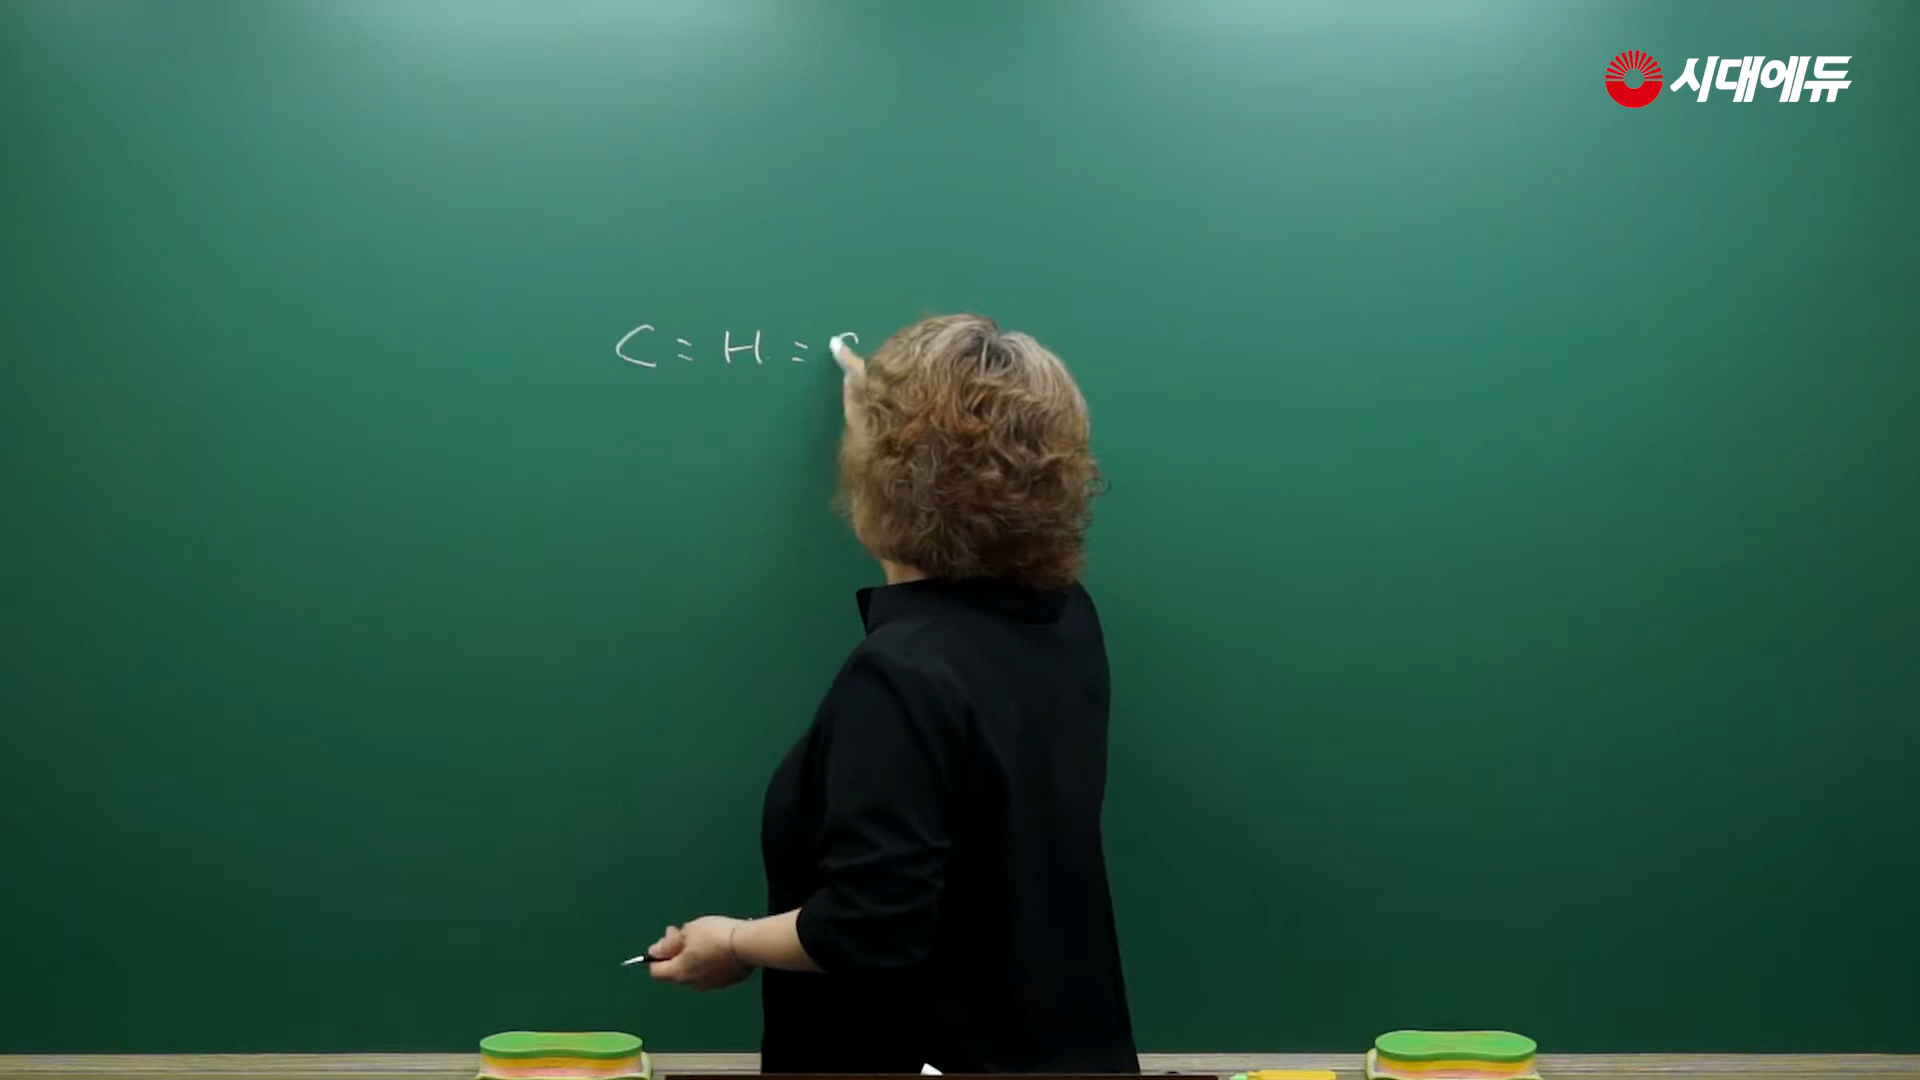 시대에듀
C = H =